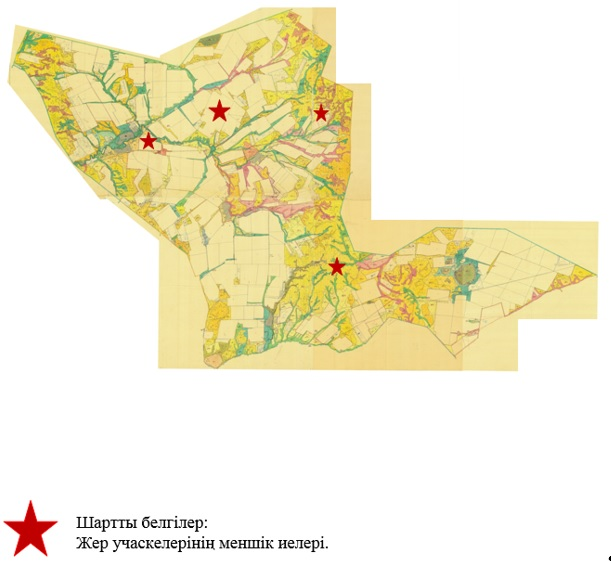 Шартты белгілер:
Жер учаскелерінің меншік иелері.